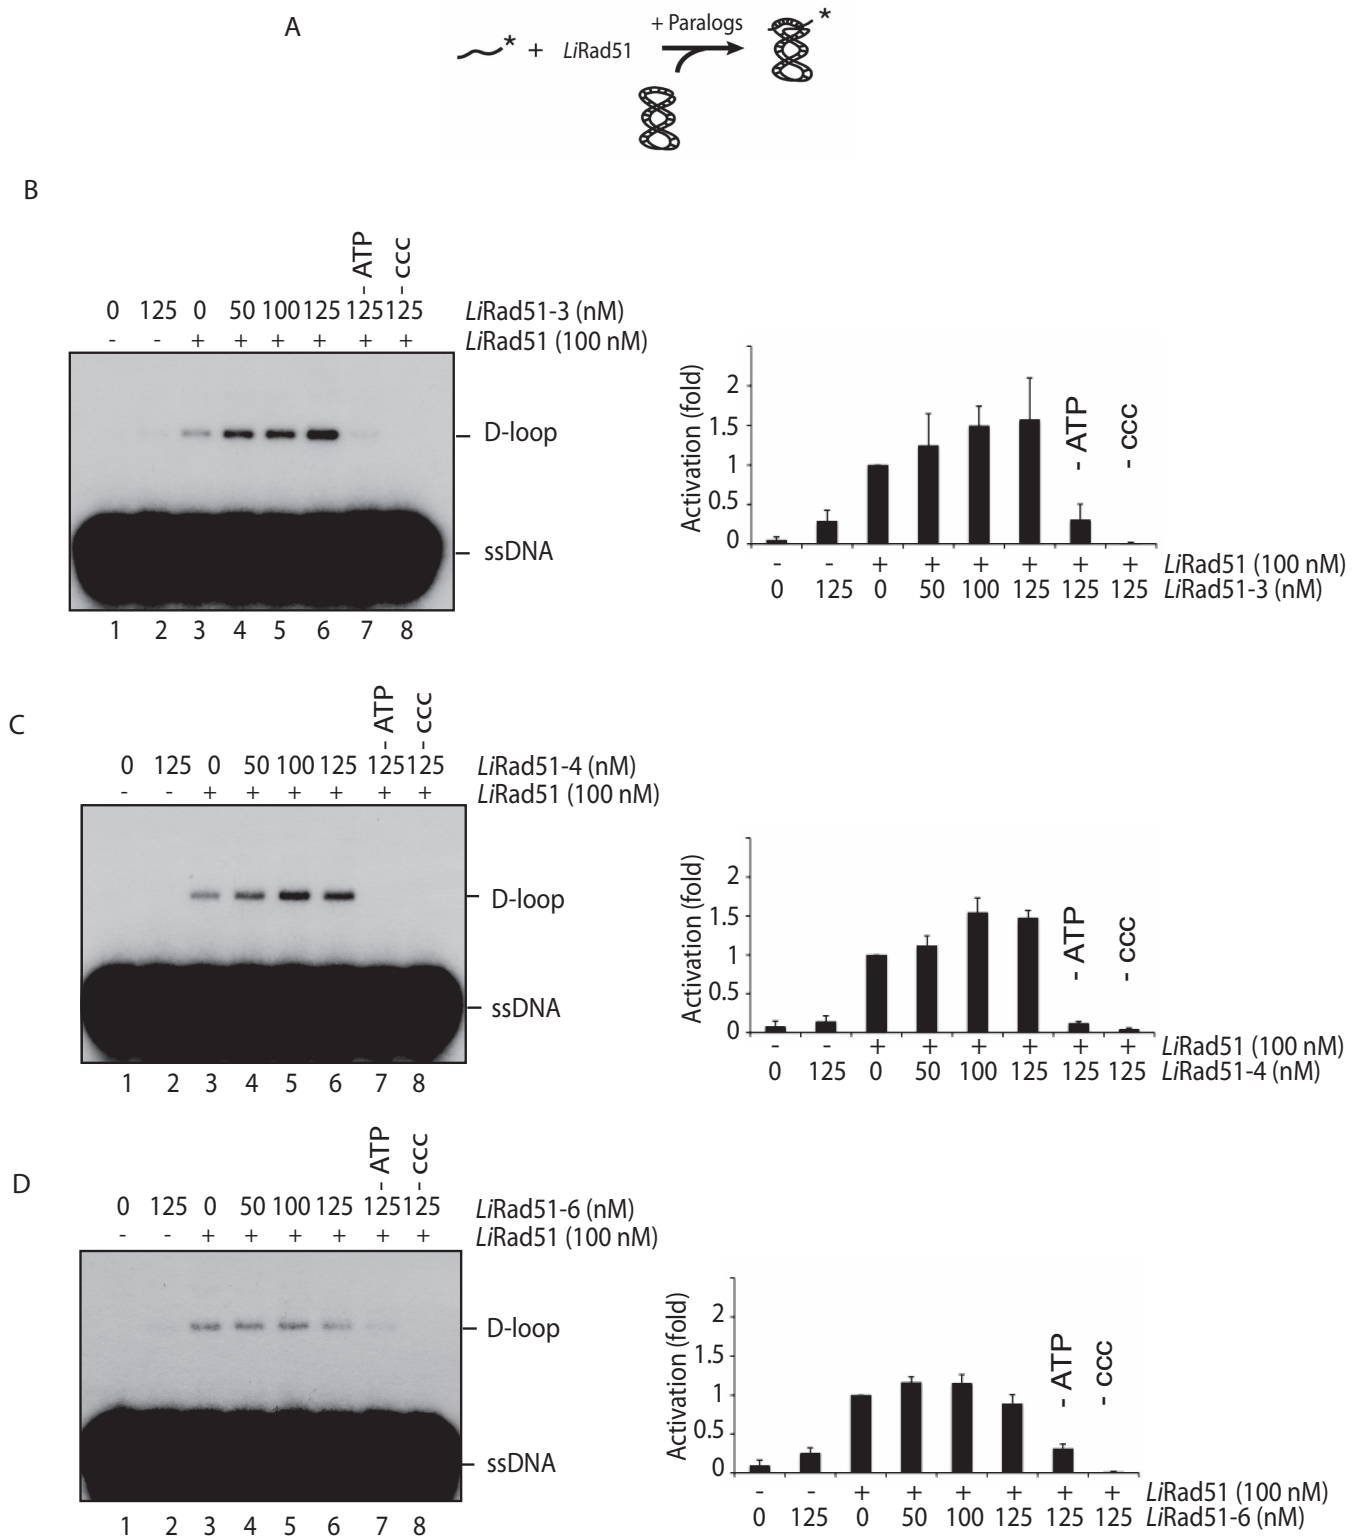 A
* + LiRad51 + Paralogs *
B
- ATP
- ccc
0 125 0 50 100 125 125 125 LiRad51-3 (nM)
- - + + + + + + LiRad51 (100 nM)
D-loop
ssDNA
1 2 3 4 5 6 7 8
Activation (fold)
2
1.5
1
0.5
0
- ATP
- ccc
- - + + + + + + LiRad51 (100 nM)
0 125 0 50 100 125 125 125 LiRad51-3 (nM)
C
- ATP
- ccc
0 125 0 50 100 125 125 125 LiRad51-4 (nM)
- - + + + + + + LiRad51 (100 nM)
D-loop
ssDNA
1 2 3 4 5 6 7 8
Activation (fold)
2
1.5
1
0.5
0
- ATP
- ccc
- - + + + + + + LiRad51 (100 nM)
0 125 0 50 100 125 125 125 LiRad51-4 (nM)
D
- ATP
- ccc
0 125 0 50 100 125 125 125 LiRad51-6 (nM)
- - + + + + + + LiRad51 (100 nM)
D-loop
ssDNA
1 2 3 4 5 6 7 8
Activation (fold)
2
1.5
1
0.5
0
- ATP
- ccc
- - + + + + + + LiRad51 (100 nM)
0 125 0 50 100 125 125 125 LiRad51-6 (nM)